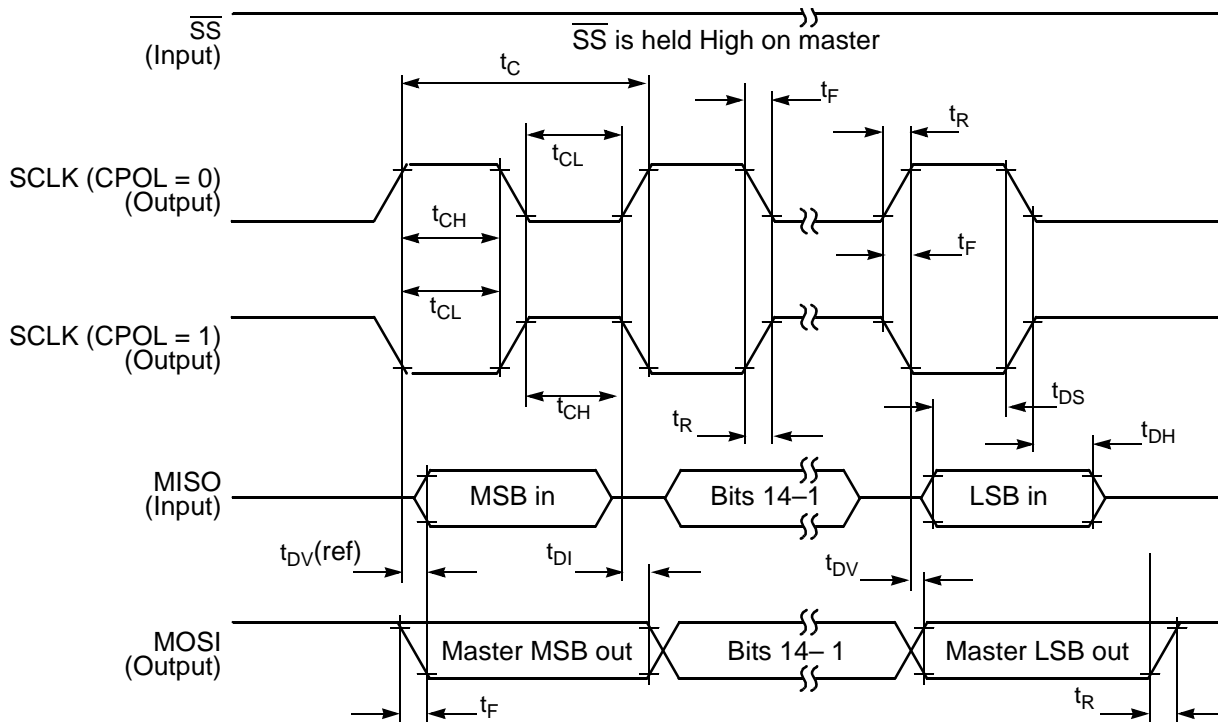 SS
(Input)
SS is held High on master
tC
tF
tR
tCL
SCLK (CPOL = 0)
(Output)
tCH
tF
tCL
SCLK (CPOL = 1)
(Output)
tCH
tR
tDS
tDH
MISO
(Input)
MSB in
Bits 14–1
LSB in
tDV(ref)
tDI
tDV
MOSI
(Output)
Master MSB out
Bits 14– 1
Master LSB out
tF
tR